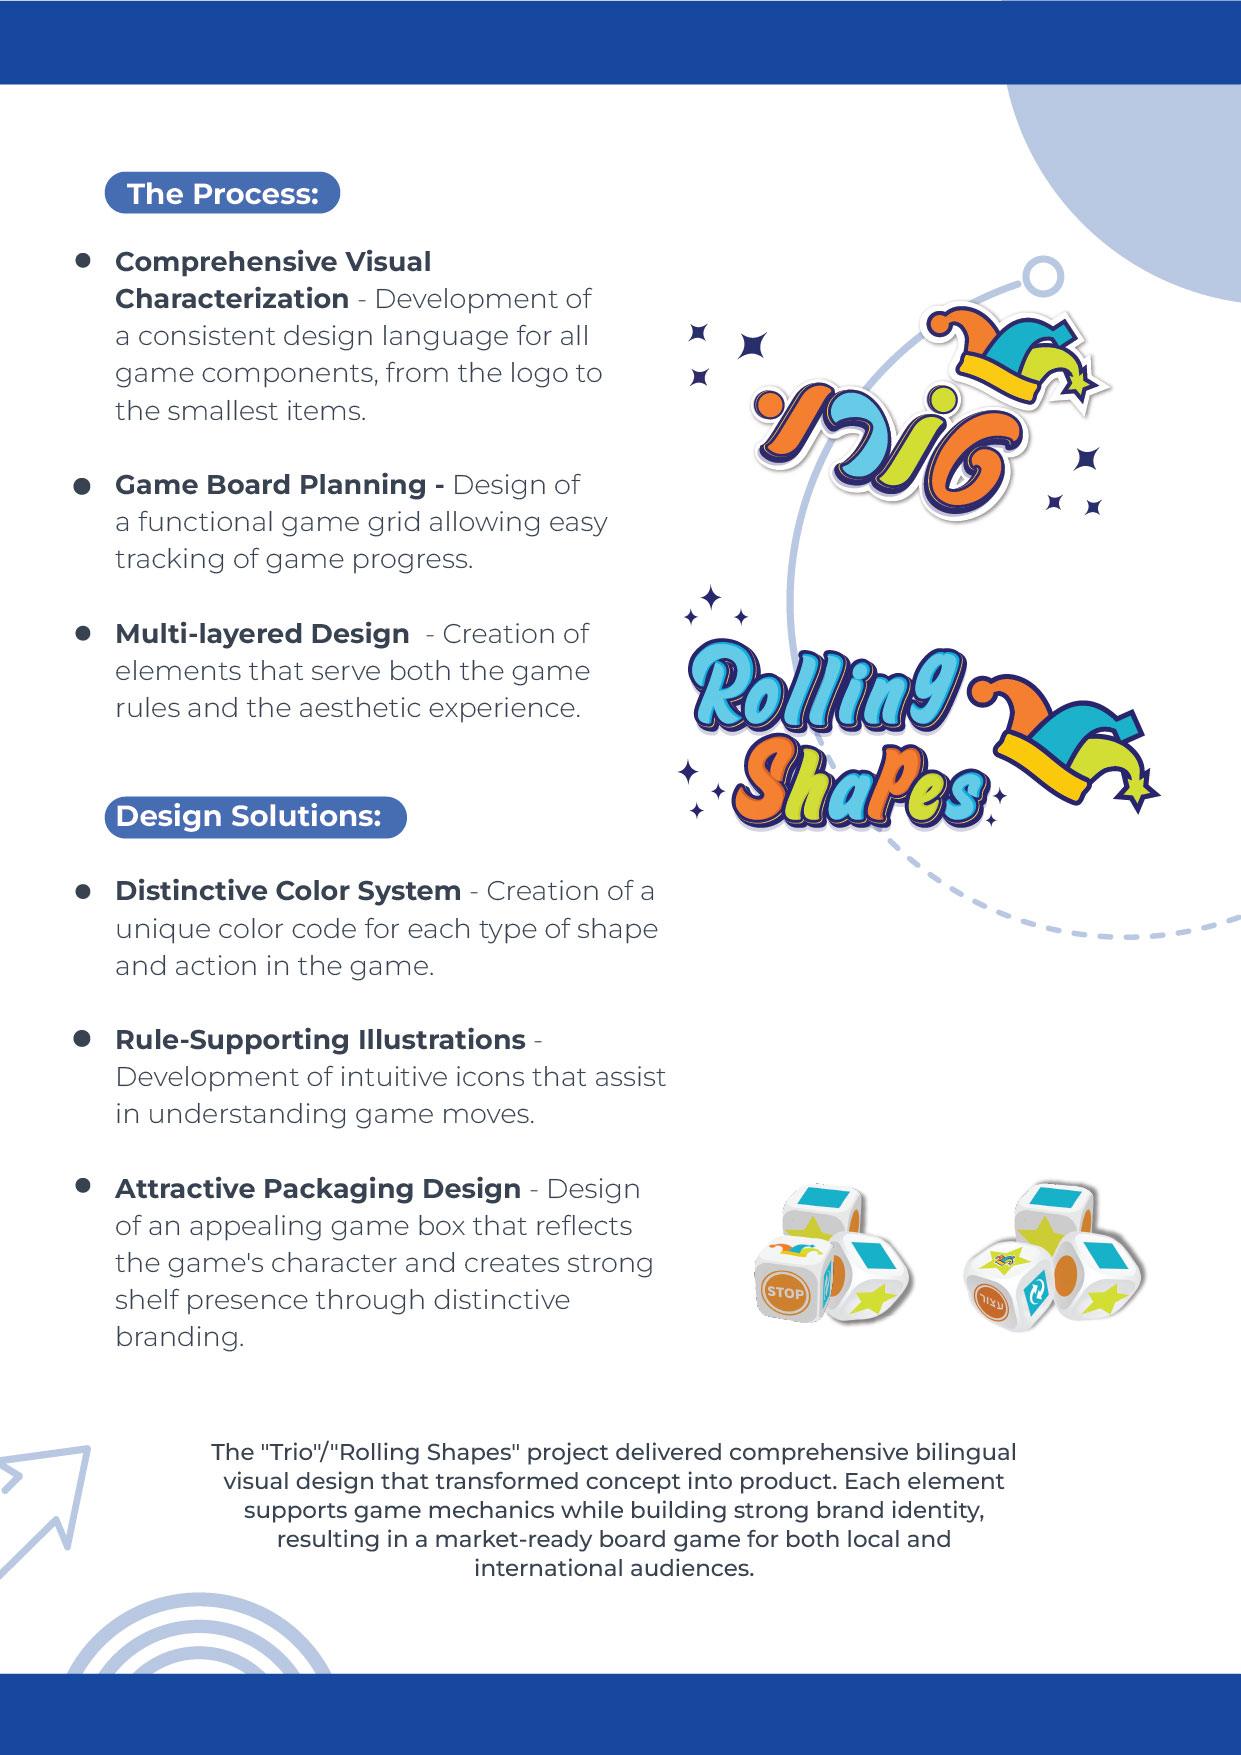 The Process:
Comprehensive Visual
Characterization - Development of
a consistent design language for all
game components, from the logo to
the smallest items.
Game Board Planning - Design of
a functional game grid allowing easy
tracking of game progress.
Multi-layered Design - Creation of
elements that serve both the game
rules and the aesthetic experience.
טוריו
Rolling
Shapes
Design Solutions:
Distinctive Color System - Creation of a
unique color code for each type of shape
and action in the game.
Rule-Supporting Illustrations -
Development of intuitive icons that assist
in understanding game moves.
Attractive Packaging Design - Design
of an appealing game box that reflects
the game's character and creates strong
shelf presence through distinctive
branding.
STOP
עצור
The "Trio"/"Rolling Shapes" project delivered comprehensive bilingual
visual design that transformed concept into product. Each element
supports game mechanics while building strong brand identity,
resulting in a market-ready board game for both local and
international audiences.